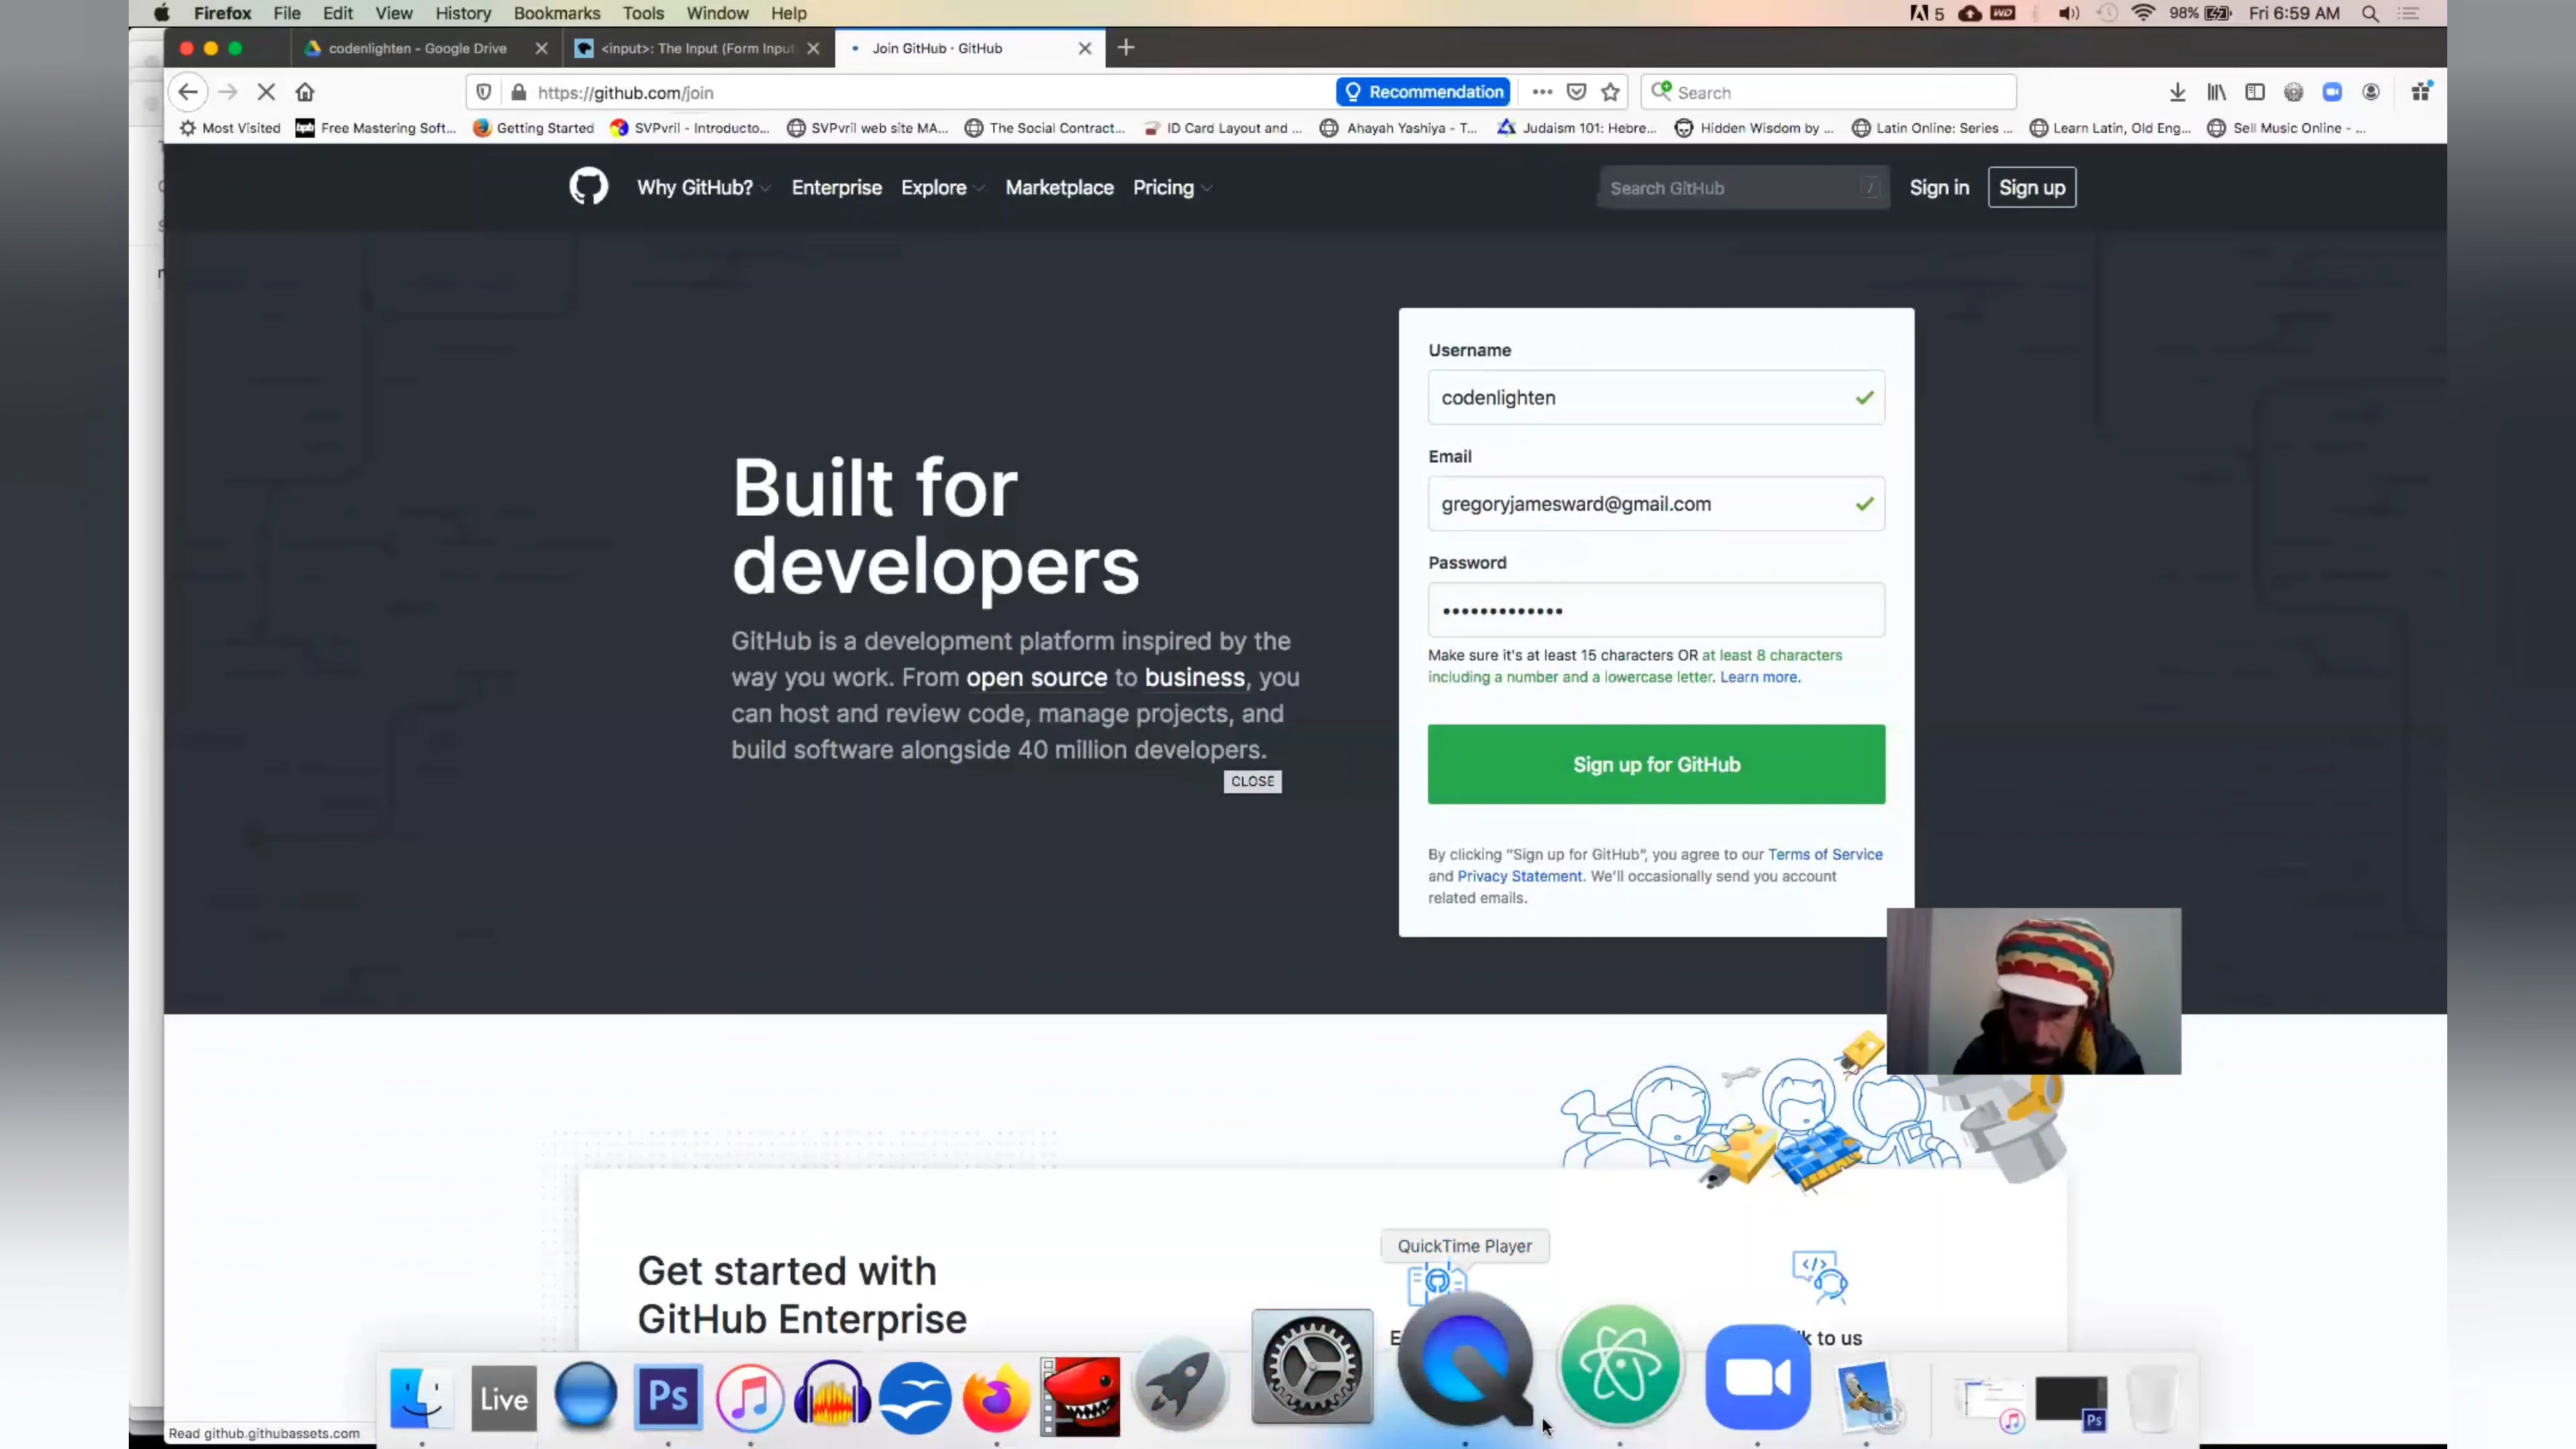 Firefox File Edit View History Bookmarks Tools Window Help 5 WD 98% Fri 6:59 AM
codenlighten - Google Drive <input>: The Input (Form Input Join GitHub · GitHub
https://github.com/join Recommendation Search
Most Visited Free Mastering Soft... Getting Started SVPvril - Introducto... SVPvril web site MA... The Social Contract... ID Card Layout and ... Ahayah Yashiya - T... Judaism 101: Hebre... Hidden Wisdom by ... Latin Online: Series ... Learn Latin, Old Eng... Sell Music Online - ...
Why GitHub? Enterprise Explore Marketplace Pricing Search GitHub / Sign in Sign up
Built for
developers
GitHub is a development platform inspired by the
way you work. From open source to business, you
can host and review code, manage projects, and
build software alongside 40 million developers.
CLOSE
Username
codenlighten
Email
gregoryjamesward@gmail.com
Password
•••••••••••••
Make sure it's at least 15 characters OR at least 8 characters
including a number and a lowercase letter. Learn more.
Sign up for GitHub
By clicking “Sign up for GitHub”, you agree to our Terms of Service
and Privacy Statement. We’ll occasionally send you account
related emails.
Get started with
GitHub Enterprise
QuickTime Player
k to us
Live Ps Ps
Read github.githubassets.com